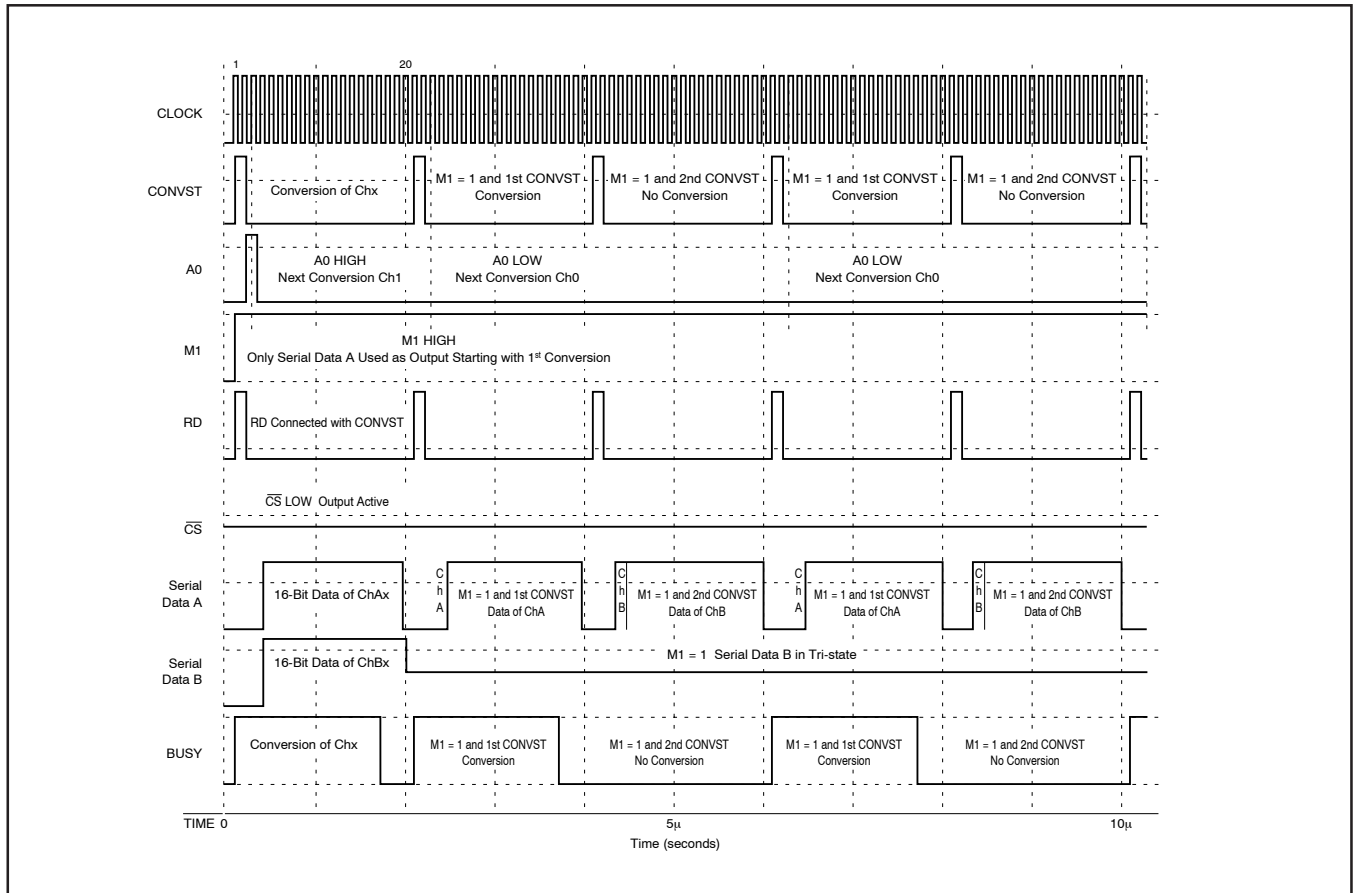 1 20
CLOCK
CONVST
Conversion of Chx
M1 = 1 and 1st CONVST
Conversion
M1 = 1 and 2nd CONVST
No Conversion
M1 = 1 and 1st CONVST
Conversion
M1 = 1 and 2nd CONVST
No Conversion
A0
A0 HIGH
Next Conversion Ch1
A0 LOW
Next Conversion Ch0
A0 LOW
Next Conversion Ch0
M1
M1 HIGH
Only Serial Data A Used as Output Starting with 1st Conversion
RD
RD Connected with CONVST
CS LOW Output Active
CS
Serial
Data A
16-Bit Data of ChAx
ChA
M1 = 1 and 1st CONVST
Data of ChA
ChB
M1 = 1 and 2nd CONVST
Data of ChB
ChA
M1 = 1 and 1st CONVST
Data of ChA
ChB
M1 = 1 and 2nd CONVST
Data of ChB
Serial
Data B
16-Bit Data of ChBx
M1 = 1 Serial Data B in Tri-state
BUSY
Conversion of Chx
M1 = 1 and 1st CONVST
Conversion
M1 = 1 and 2nd CONVST
No Conversion
M1 = 1 and 1st CONVST
Conversion
M1 = 1 and 2nd CONVST
No Conversion
TIME 0 5µ 10µ
Time (seconds)